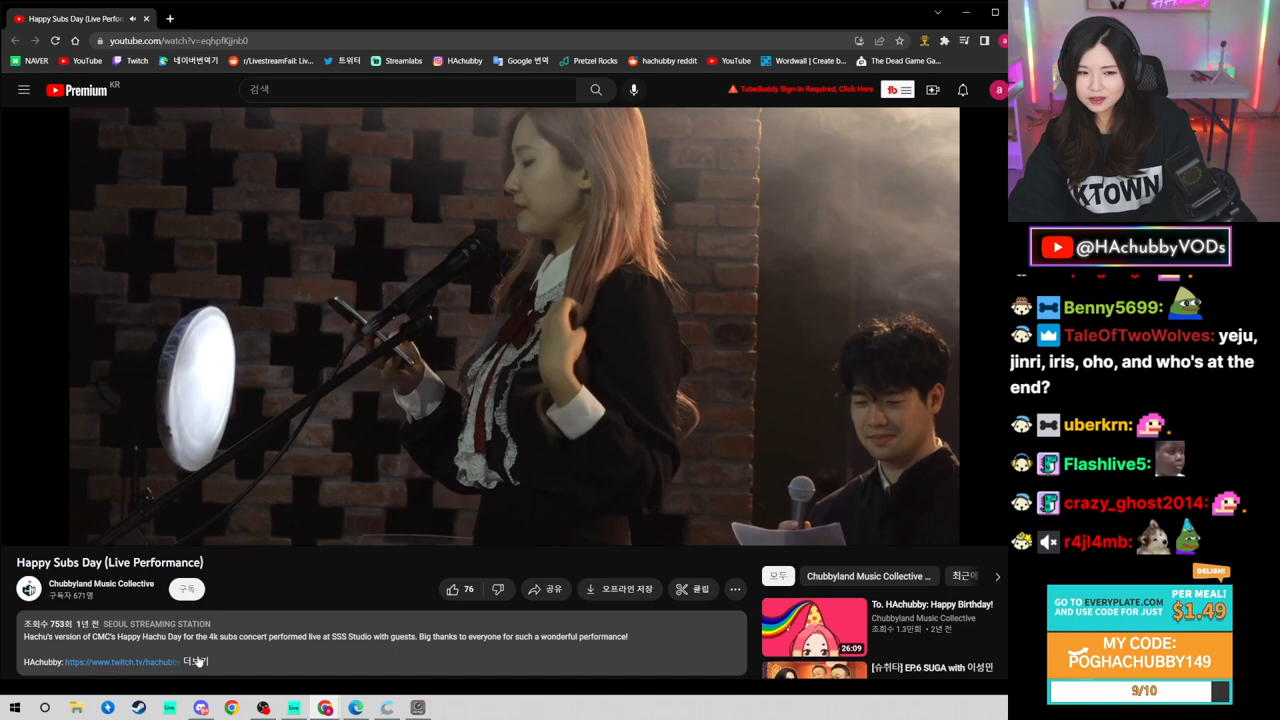 Happy Subs Day (Live Perfor
youtube.com/watch?v=eqhpfKjjnb0
NAVER
YouTube
Twitch
네이버번역기
r/LivestreamFail: Live...
트위터
Streamlabs
HAchubby
Google 번역
Pretzel Rocks
hachubby reddit
YouTube
Wordwall | Create b...
The Dead Game Ga...
Premium KR
검색
TubeBuddy Sign-In Required, Click Here
tb
a
Happy Subs Day (Live Performance)
Chubbyland Music Collective
구독자 671명
구독
76
공유
오프라인 저장
클립
조회수 753회 1년 전 SEOUL STREAMING STATION
Hachu's version of CMC's Happy Hachu Day for the 4k subs concert performed live at SSS Studio with guests. Big thanks to everyone for such a wonderful performance!
HAchubby: https://www.twitch.tv/hachubby 더보기
모두
Chubbyland Music Collective ...
최근에
To. HAchubby: Happy Birthday!
Chubbyland Music Collective
조회수 1.3만회 • 2년 전
26:09
[슈취타] EP.6 SUGA with 이성민
KTOWN
@HAchubbyVODs
Benny5699:
TaleOfTwoWolves: yeju,
jinri, iris, oho, and who's at the
end?
uberkrn:
Flashlive5:
crazy_ghost2014:
r4jl4mb:
DELISH!
GO TO EVERYPLATE.COM
AND USE CODE FOR JUST
PER MEAL!
$1.49
MY CODE:
POGHACHUBBY149
9/10